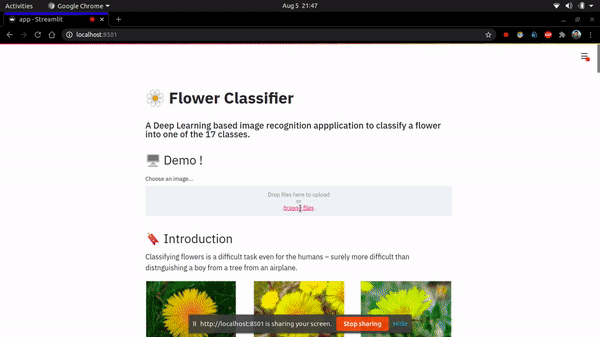 Activities
Google Chrome
Aug 5 21:47
app · Streamlit
localhost:8501
Flower Classifier
A Deep Learning based image recognition appplication to classify a flower
into one of the 17 classes.
Demo !
Choose an image...
Drop files here to upload
or
browse files
Introduction
Classifying flowers is a difficult task even for the humans – surely more difficult than
distnguishing a boy from a tree from an airplane.
http://localhost:8501 is sharing your screen.
Stop sharing
Hide